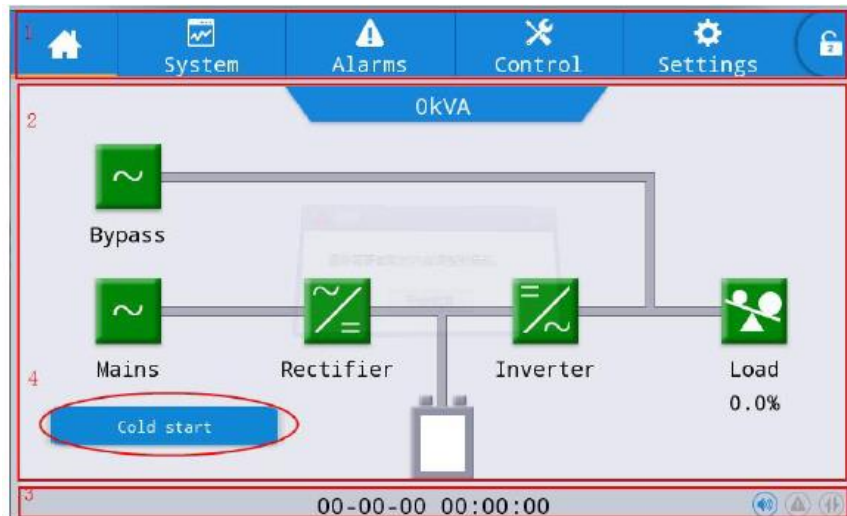 1
System Alarms Control Settings
2
0kVA
Bypass
Mains Rectifier Inverter Load
4
0.0%
Cold start
3
00-00-00 00:00:00